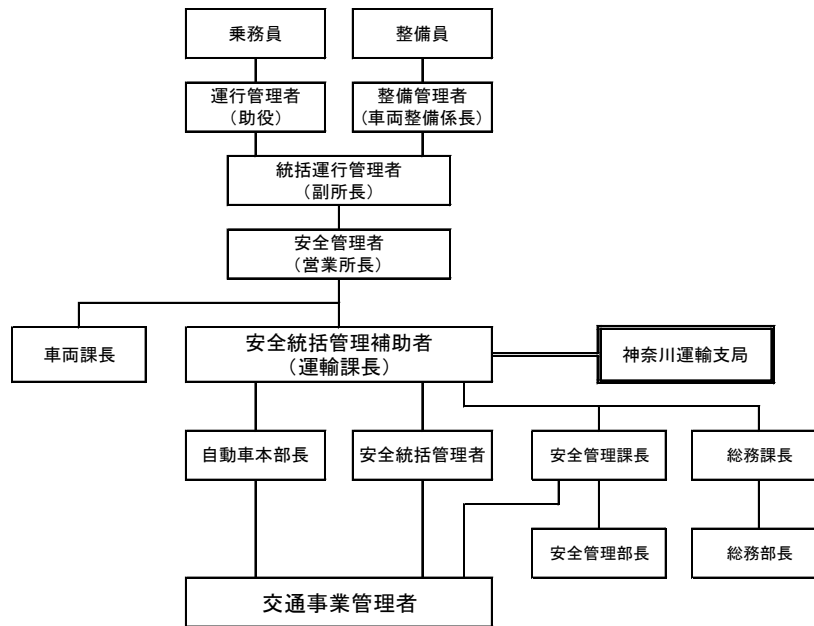 乗務員
整備員
運行管理者
（助役）
整備管理者
（車両整備係長）
統括運行管理者
（副所長）
安全管理者
（営業所長）
車両課長
安全統括管理補助者
（運輸課長）
神奈川運輸支局
自動車本部長
安全統括管理者
安全管理課長
総務課長
安全管理部長
総務部長
交通事業管理者